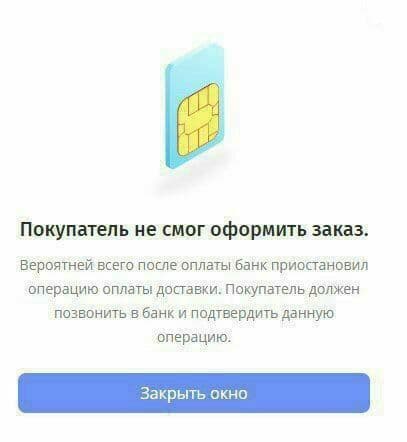 Покупатель не смог оформить заказ.
Вероятней всего после оплаты банк приостановил
операцию оплаты доставки. Покупатель должен
позвонить в банк и подтвердить данную
операцию.
Закрыть окно